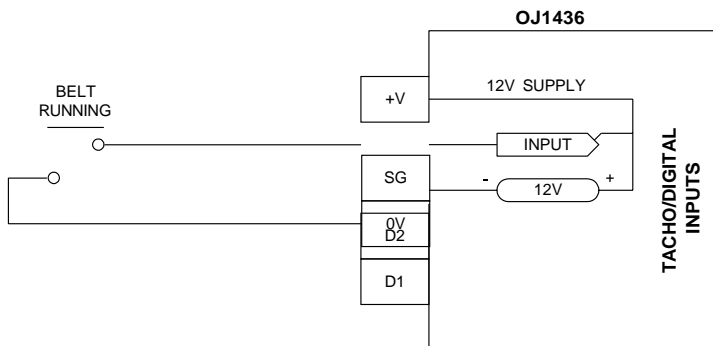 OJ1436
BELT
RUNNING
+V
12V SUPPLY
INPUT
SG
-
12V
+
0V
D2
D1
TACHO/DIGITAL
INPUTS